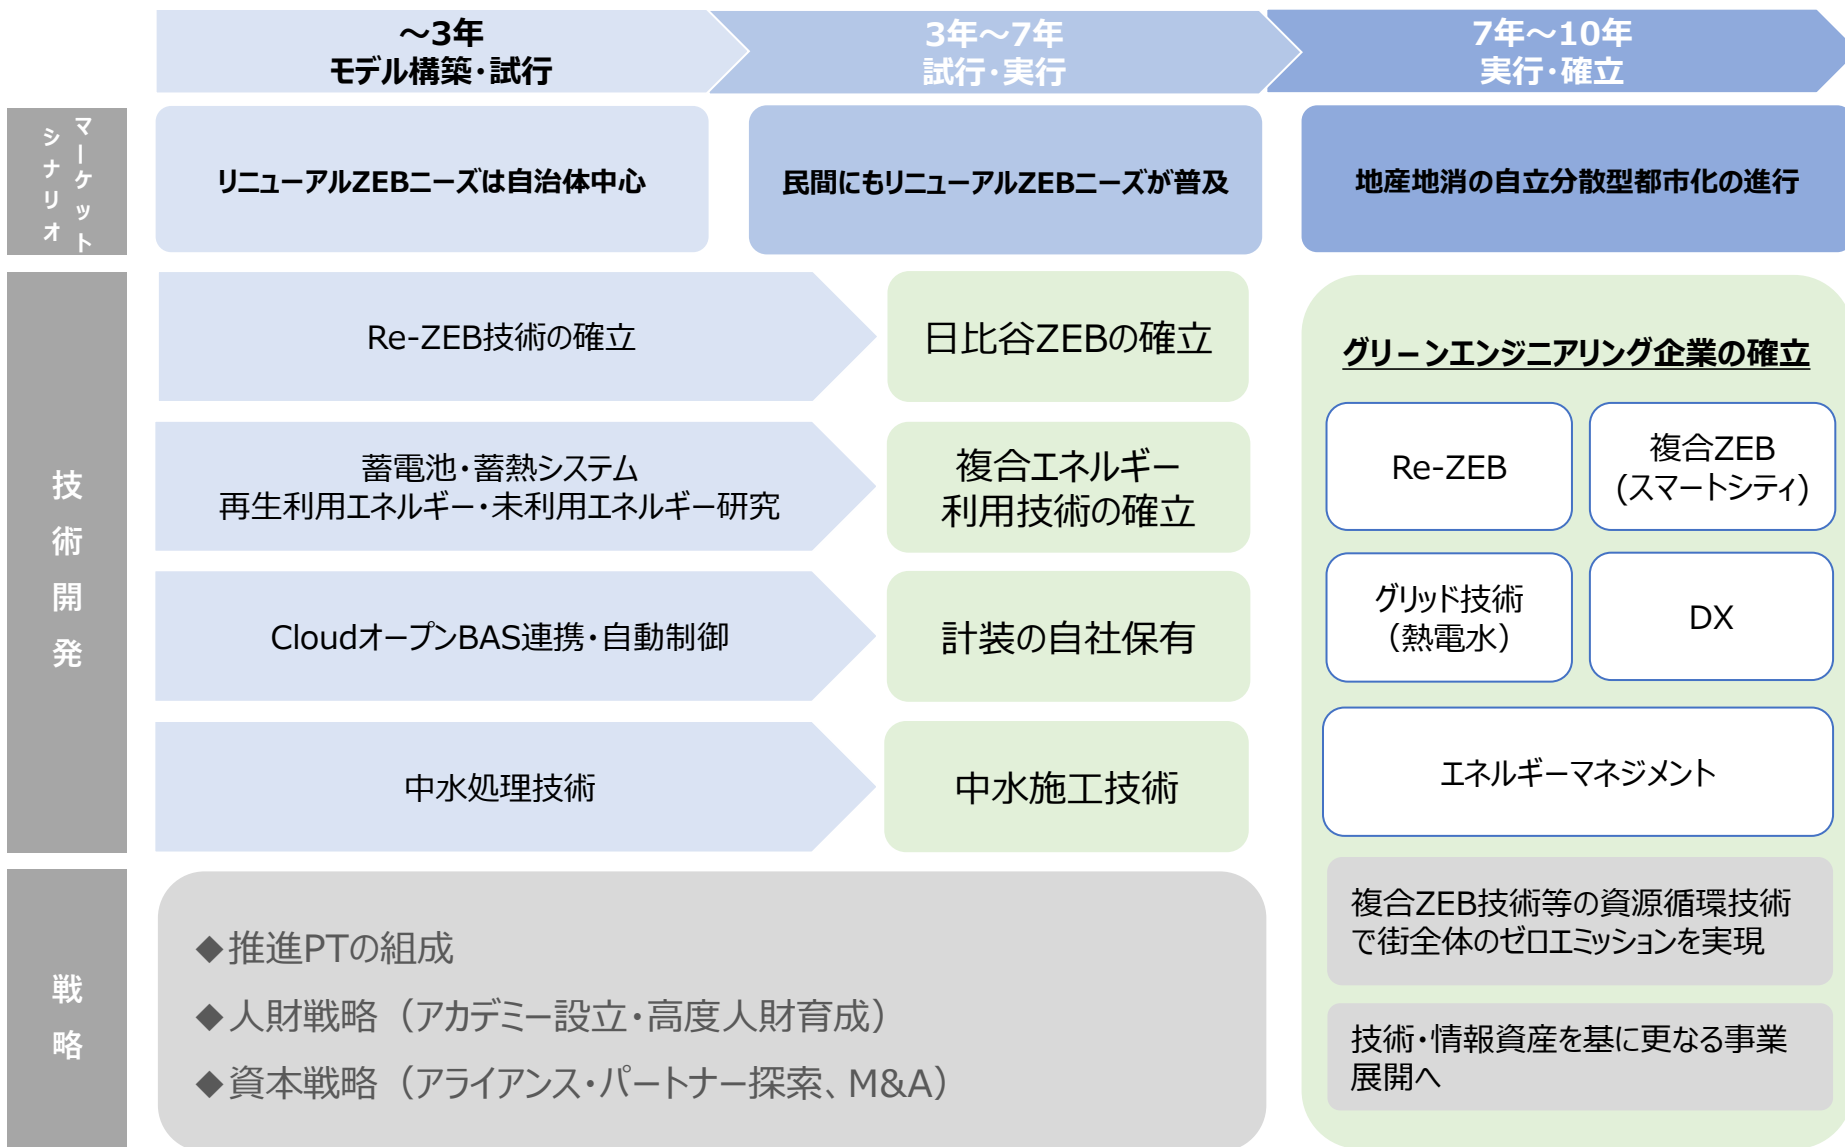 ～3年
モデル構築・試行
3年～7年
試行・実行
7年～10年
実行・確立
マーケット
シナリオ
リニューアルZEBニーズは自治体中心
民間にもリニューアルZEBニーズが普及
地産地消の自立分散型都市化の進行
技術開発
Re-ZEB技術の確立
日比谷ZEBの確立
蓄電池・蓄熱システム
再生利用エネルギー・未利用エネルギー研究
複合エネルギー
利用技術の確立
CloudオープンBAS連携・自動制御
計装の自社保有
中水処理技術
中水施工技術
グリーンエンジニアリング企業の確立
Re-ZEB
複合ZEB
(スマートシティ)
グリッド技術
（熱電水）
DX
エネルギーマネジメント
戦略
◆推進PTの組成
◆人財戦略（アカデミー設立・高度人財育成）
◆資本戦略（アライアンス・パートナー探索、M&A）
複合ZEB技術等の資源循環技術
で街全体のゼロエミッションを実現
技術・情報資産を基に更なる事業
展開へ